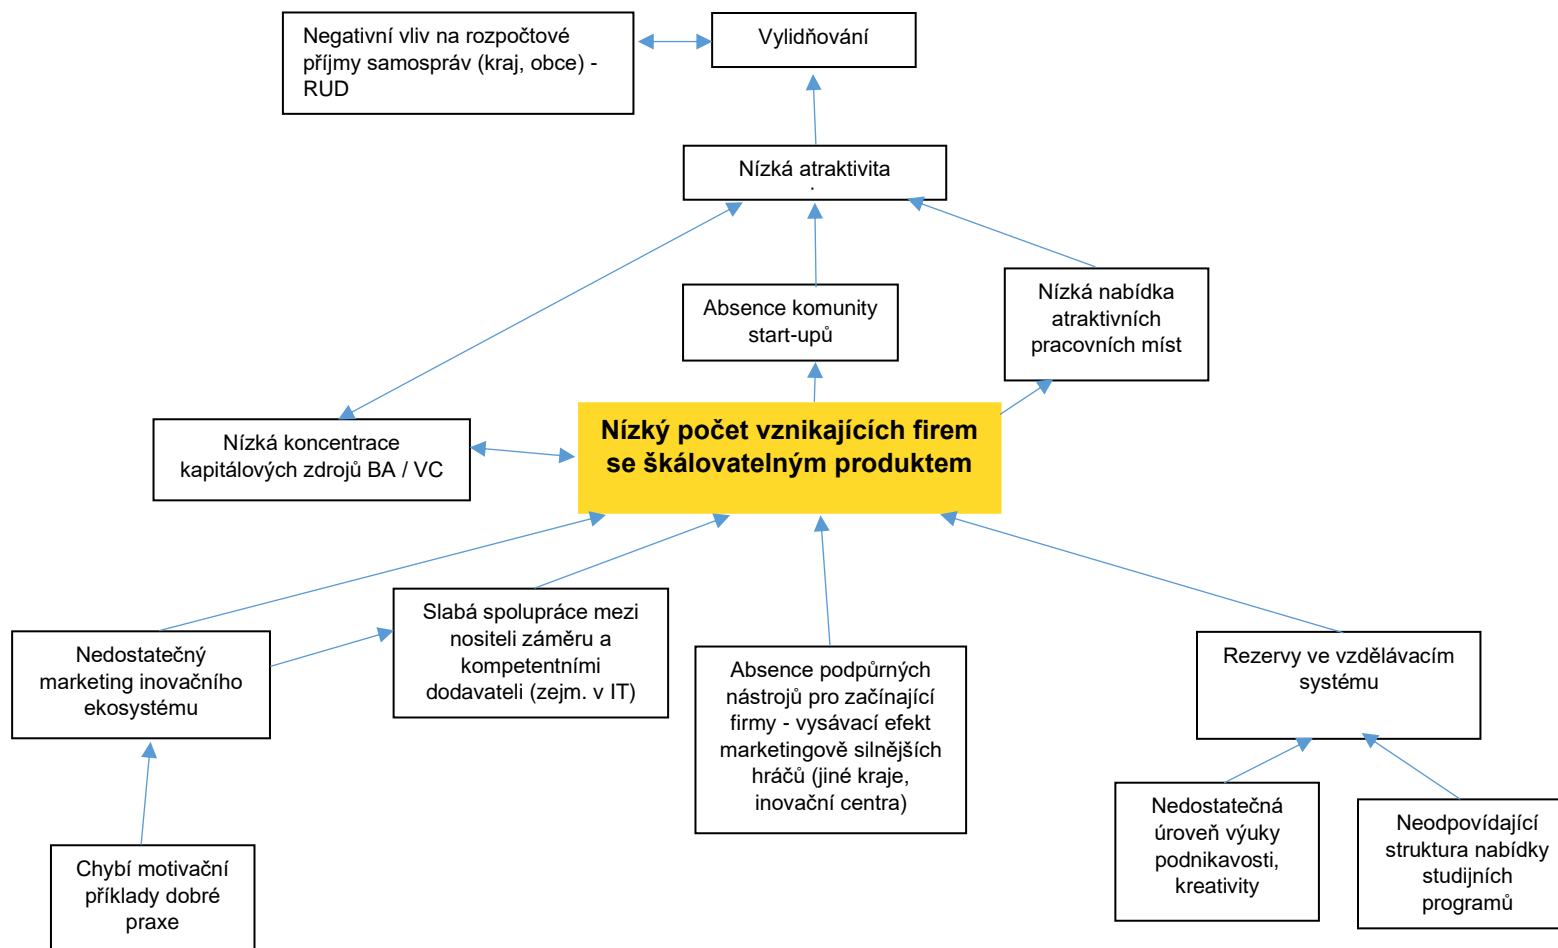 Negativní vliv na rozpočtové
příjmy samospráv (kraj, obce) -
RUD
Vylidňování
Nízká atraktivita
Absence komunity
start-upů
Nízká nabídka
atraktivních
pracovních míst
Nízká koncentrace
kapitálových zdrojů BA / VC
Nízký počet vznikajících firem
se škálovatelným produktem
Nedostatečný
marketing inovačního
ekosystému
Slabá spolupráce mezi
nositeli záměru a
kompetentními
dodavateli (zejm. v IT)
Absence podpůrných
nástrojů pro začínající
firmy - vysávací efekt
marketingově silnějších
hráčů (jiné kraje,
inovační centra)
Rezervy ve vzdělávacím
systému
Chybí motivační
příklady dobré
praxe
Nedostatečná
úroveň výuky
podnikavosti,
kreativity
Neodpovídající
struktura nabídky
studijních
programů